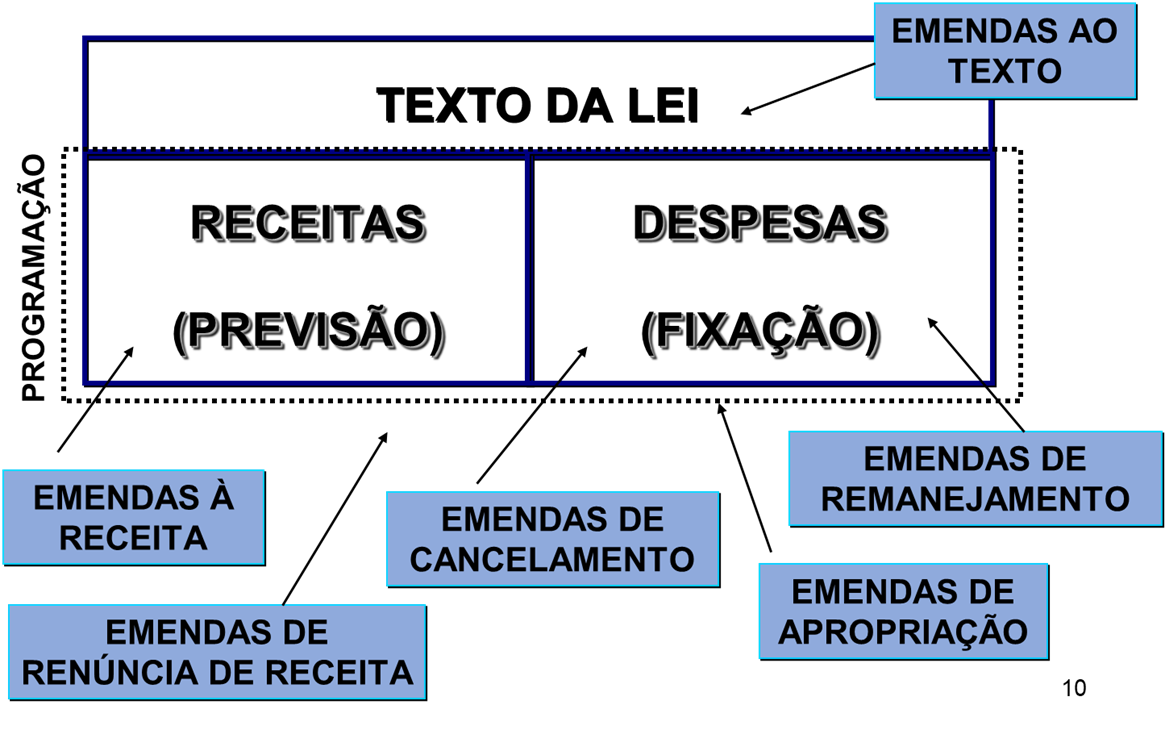 EMENDAS AO
TEXTO
TEXTO DA LEI
PROGRAMAÇÃO
RECEITAS
(PREVISÃO)
DESPESAS
(FIXAÇÃO)
EMENDAS À
RECEITA
EMENDAS DE
RENÚNCIA DE RECEITA
EMENDAS DE
CANCELAMENTO
EMENDAS DE
APROPRIAÇÃO
EMENDAS DE
REMANEJAMENTO
10